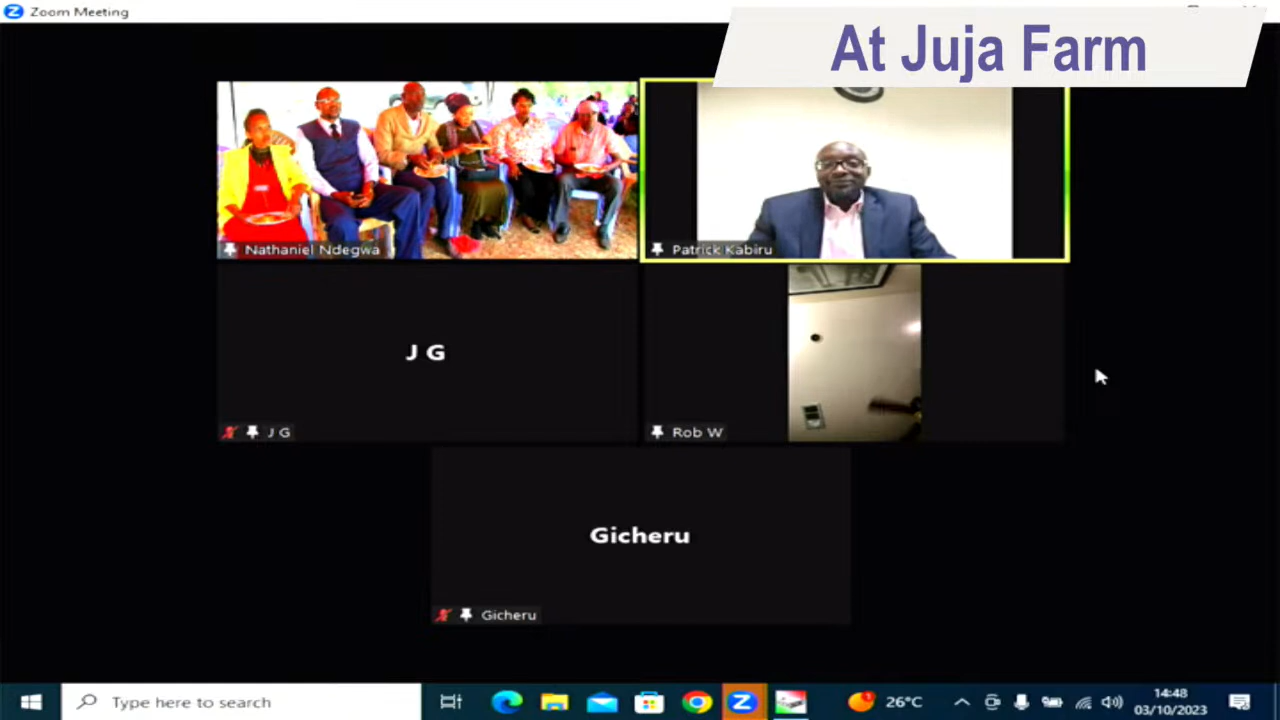 Zoom Meeting
At Juja Farm
Nathaniel Ndegwa
Patrick Kabiru
J G
J G
Rob W
Gicheru
Gicheru
Type here to search
26°C
14:48
03/10/2023